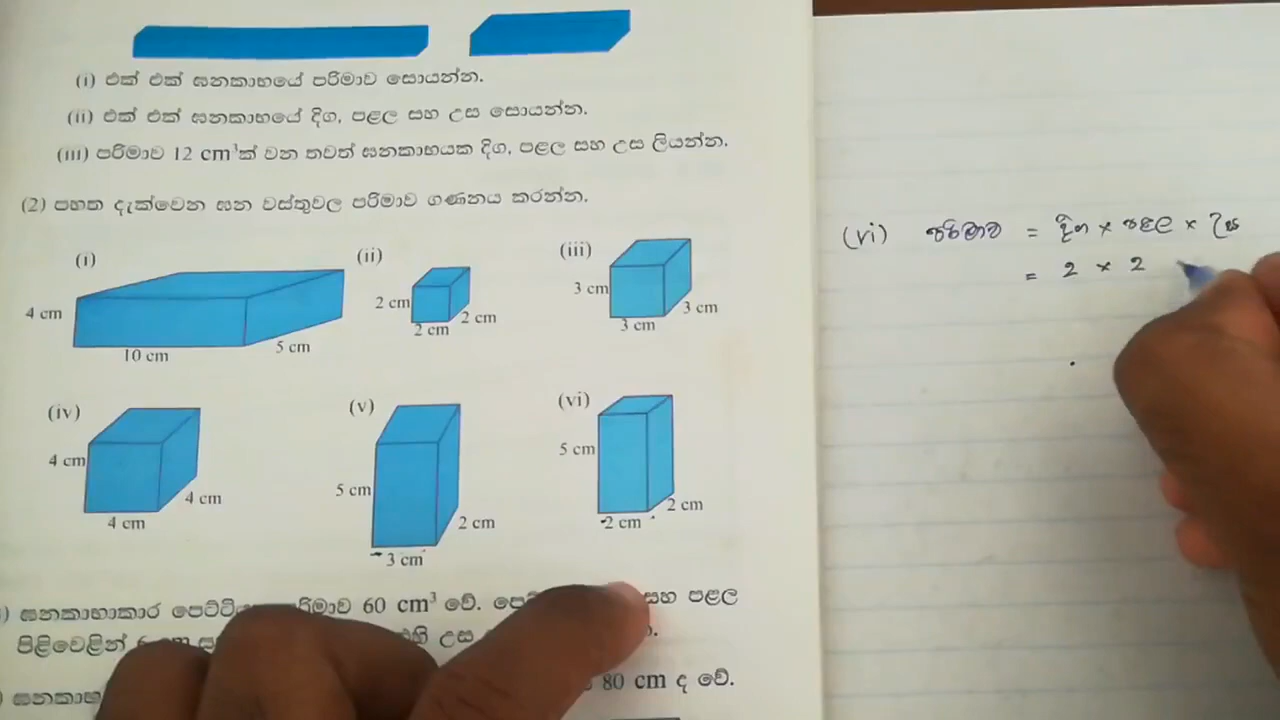 (i) එක් එක් ඝනකාභයේ පරිමාව සොයන්න.
(ii) එක් එක් ඝනකාභයේ දිග, පළල සහ උස සොයන්න.
(iii) පරිමාව 12 cm³ක් වන තවත් ඝනකාභයක දිග, පළල සහ උස ලියන්න.
(2) පහත දැක්වෙන ඝන වස්තුවල පරිමාව ගණනය කරන්න.
(i)
4 cm
10 cm
5 cm
(ii)
2 cm
2 cm
2 cm
(iii)
3 cm
3 cm
3 cm
(iv)
4 cm
4 cm
4 cm
(v)
5 cm
2 cm
3 cm
(vi)
5 cm
2 cm
2 cm
ඝනකාභාකාර 60 cm³ වේ. සහ පළල
පිළිවෙළින් උස
80 cm ද වේ.
(vi) පරිමාව = දිග × පළල × උස
= 2 × 2